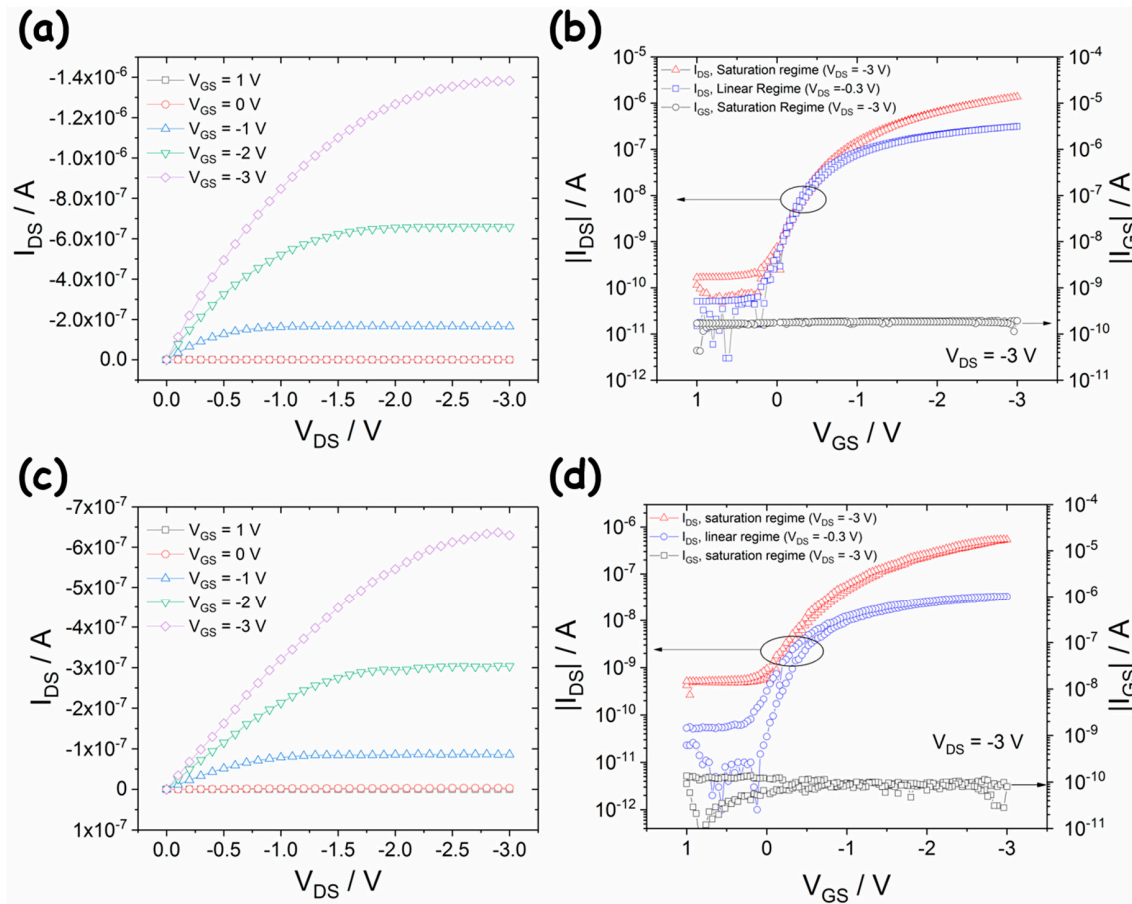 (a)
V_GS = 1 V
V_GS = 0 V
V_GS = -1 V
V_GS = -2 V
V_GS = -3 V
-1.4x10^-6
-1.2x10^-6
-1.0x10^-6
-8.0x10^-7
-6.0x10^-7
-4.0x10^-7
-2.0x10^-7
0.0
I_DS / A
0.0 -0.5 -1.0 -1.5 -2.0 -2.5 -3.0
V_DS / V
(b)
I_DS, Saturation regime (V_DS = -3 V)
I_DS, Linear Regime (V_DS =-0.3 V)
I_GS, Saturation Regime (V_DS = -3 V)
10^-5
10^-6
10^-7
10^-8
10^-9
10^-10
10^-11
10^-12
|I_DS| / A
10^-4
10^-5
10^-6
10^-7
10^-8
10^-9
10^-10
10^-11
|I_GS| / A
V_DS = -3 V
1 0 -1 -2 -3
V_GS / V
(c)
V_GS = 1 V
V_GS = 0 V
V_GS = -1 V
V_GS = -2 V
V_GS = -3 V
-7x10^-7
-6x10^-7
-5x10^-7
-4x10^-7
-3x10^-7
-2x10^-7
-1x10^-7
0
1x10^-7
I_DS / A
0.0 -0.5 -1.0 -1.5 -2.0 -2.5 -3.0
V_DS / V
(d)
I_DS, saturation regime (V_DS = -3 V)
I_DS, linear regime (V_DS = -0.3 V)
I_GS, saturation regime (V_DS = -3 V)
10^-6
10^-7
10^-8
10^-9
10^-10
10^-11
10^-12
|I_DS| / A
10^-4
10^-5
10^-6
10^-7
10^-8
10^-9
10^-10
10^-11
|I_GS| / A
V_DS = -3 V
1 0 -1 -2 -3
V_GS / V